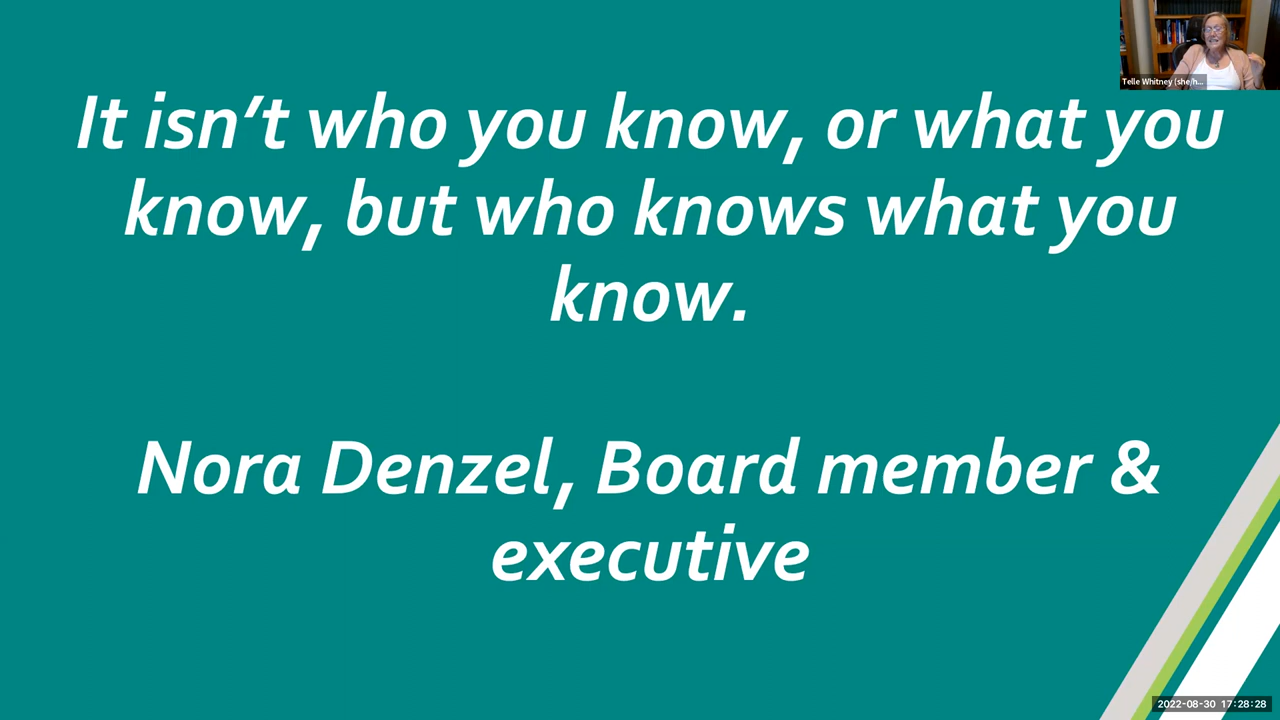 Telle Whitney (she/h...
It isn’t who you know, or what you
know, but who knows what you
know.
Nora Denzel, Board member &
executive
2022-08-30 17:28:28